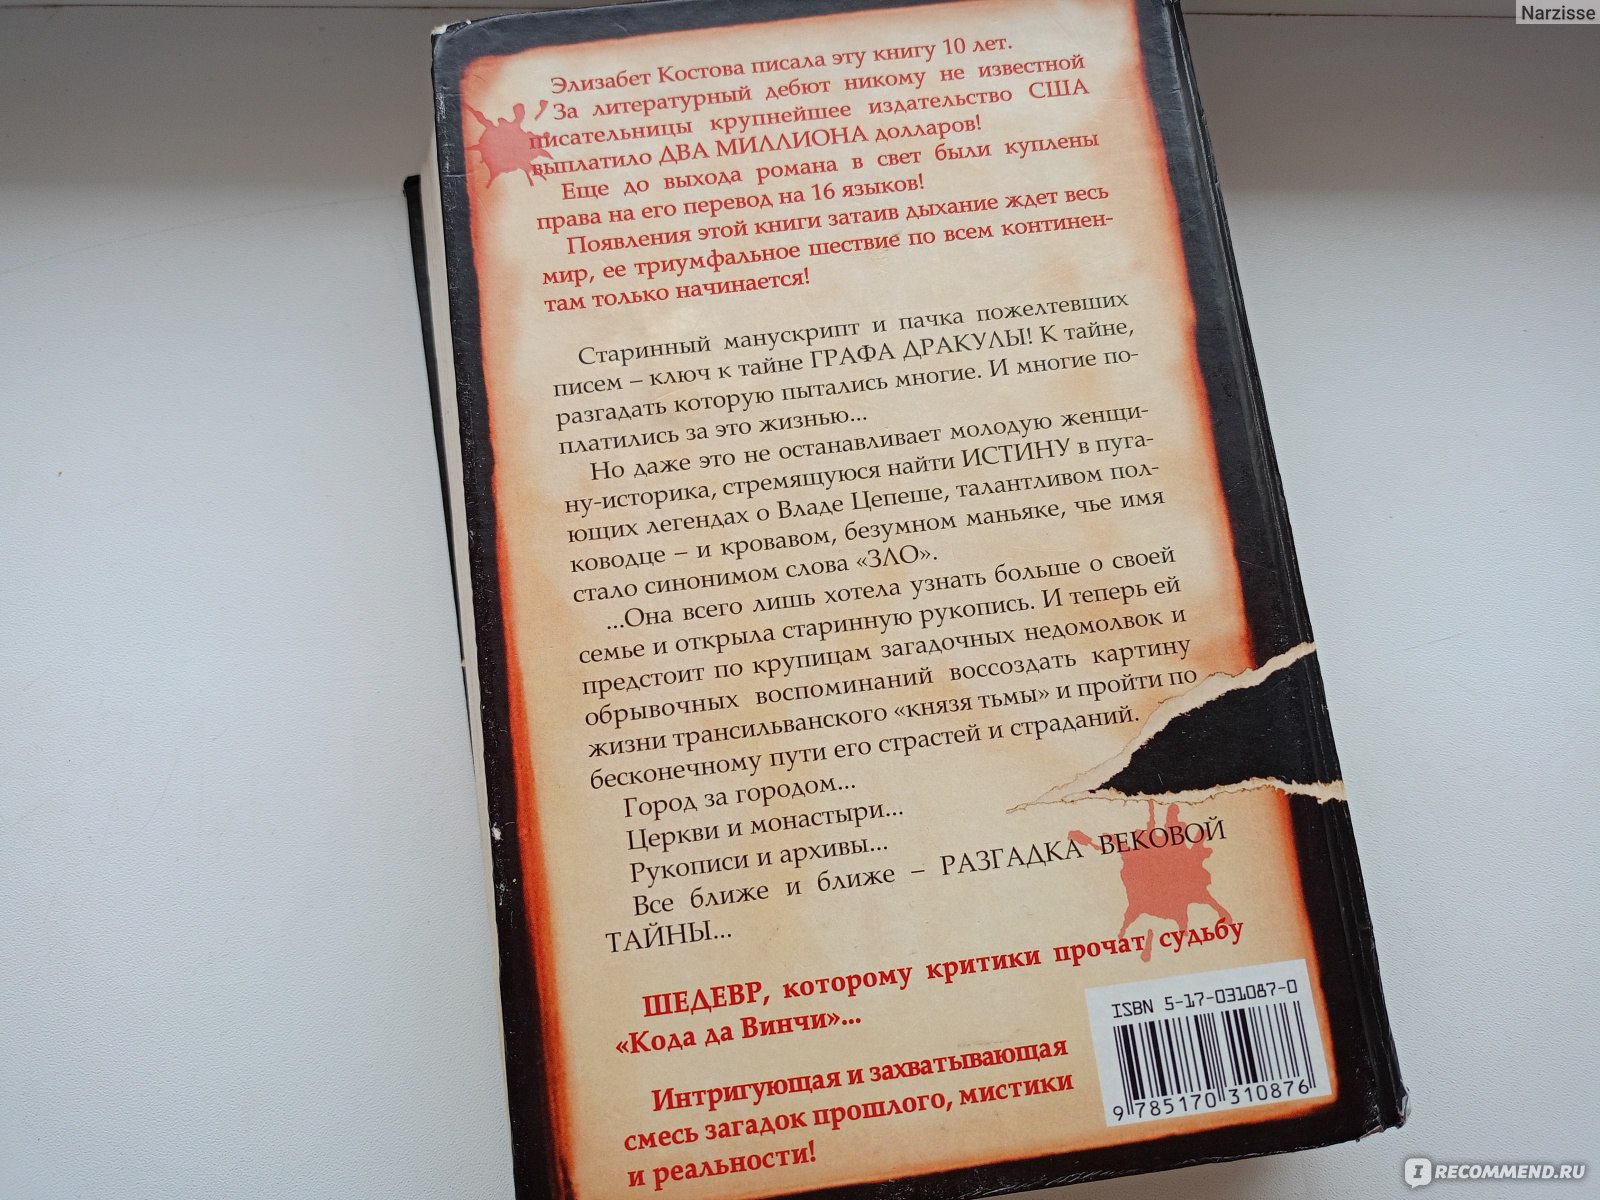 Narzisse
Элизабет Костова писала эту книгу 10 лет.
За литературный дебют никому не известной
писательницы крупнейшее издательство США
выплатило ДВА МИЛЛИОНА долларов!
Еще до выхода романа в свет были куплены
права на его перевод на 16 языков!
Появления этой книги затаив дыхание ждет весь
мир, ее триумфальное шествие по всем континен-
там только начинается!
Старинный манускрипт и пачка пожелтевших
писем – ключ к тайне ГРАФА ДРАКУЛЫ! К тайне,
разгадать которую пытались многие. И многие по-
платились за это жизнью...
Но даже это не останавливает молодую женщи-
ну-историка, стремящуюся найти ИСТИНУ в пуга-
ющих легендах о Владе Цепеше, талантливом пол-
ководце – и кровавом, безумном маньяке, чье имя
стало синонимом слова «ЗЛО».
...Она всего лишь хотела узнать больше о своей
семье и открыла старинную рукопись. И теперь ей
предстоит по крупицам загадочных недомолвок и
обрывочных воспоминаний воссоздать картину
жизни трансильванского «князя тьмы» и пройти по
бесконечному пути его страстей и страданий.
Город за городом...
Церкви и монастыри...
Рукописи и архивы...
Все ближе и ближе – РАЗГАДКА ВЕКОВОЙ
ТАЙНЫ...
ШЕДЕВР, которому критики прочат судьбу
«Кода да Винчи»...
Интригующая и захватывающая
смесь загадок прошлого, мистики
и реальности!
ISBN 5-17-031087-0
9 785170 310876
IRECOMMEND.RU